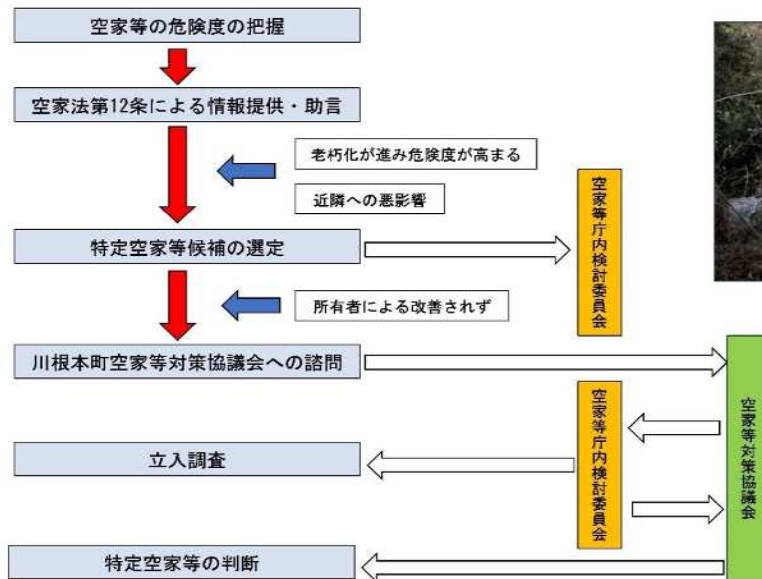 空家等の危険度の把握
空家法第12条による情報提供・助言
老朽化が進み危険度が高まる
近隣への悪影響
特定空家等候補の選定
空家等庁内検討委員会
所有者による改善されず
川根本町空家等対策協議会への諮問
空家等対策協議会
空家等庁内検討委員会
立入調査
特定空家等の判断